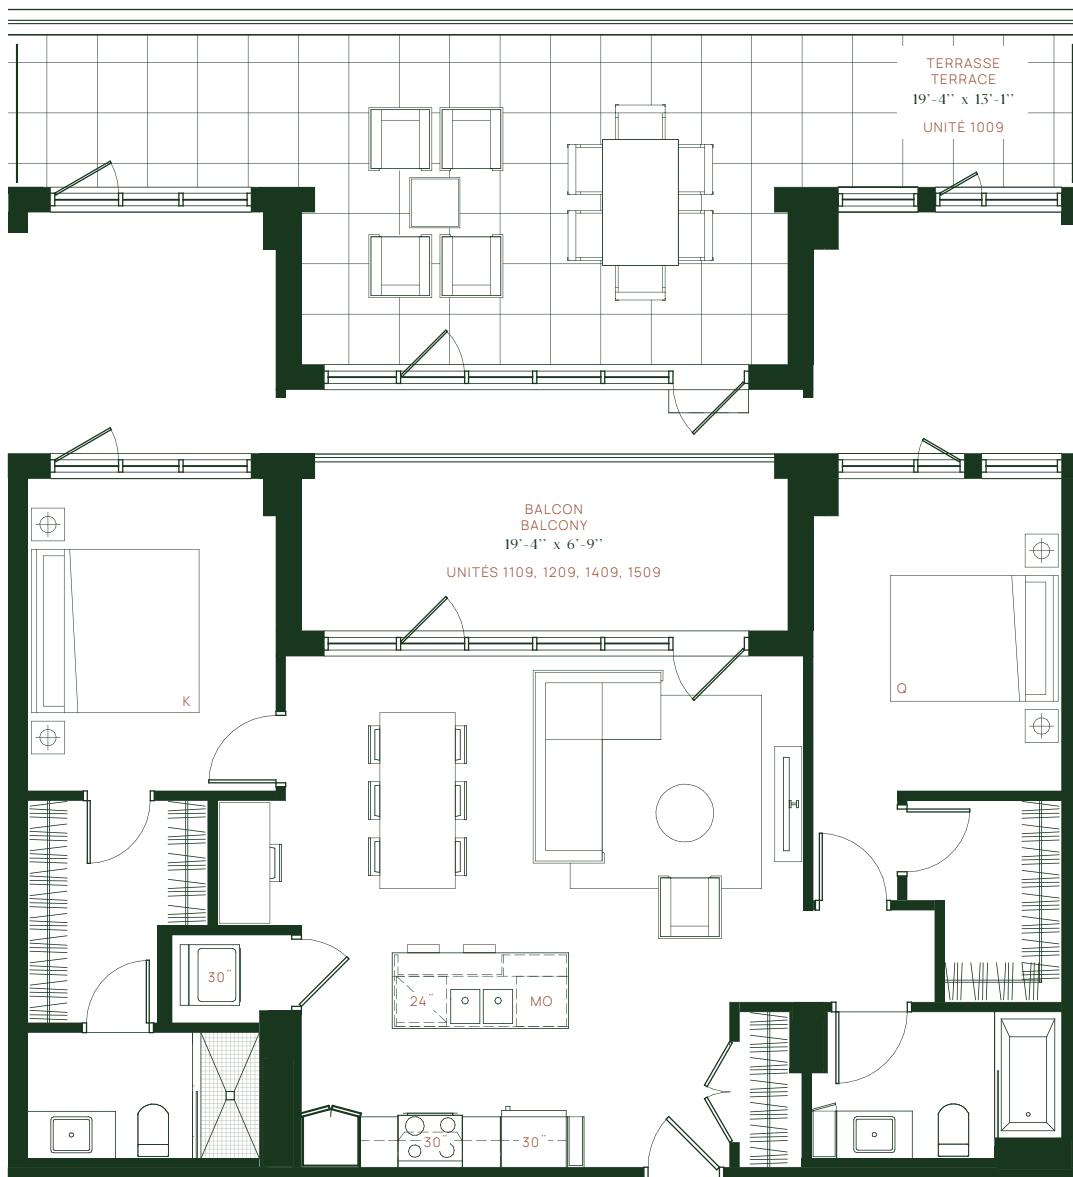 TERRASSE
TERRACE
19'-4'' x 13'-1''
UNITÉ 1009
BALCON
BALCONY
19'-4'' x 6'-9''
UNITÉS 1109, 1209, 1409, 1509
K
Q
30"
24"
MO
30"
30"